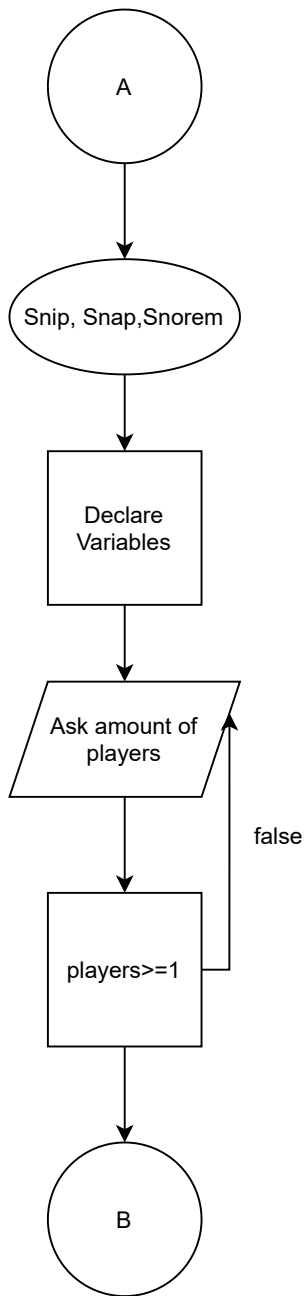 A
Snip, Snap,Snorem
Declare
Variables
Ask amount of
players
false
players>=1
B